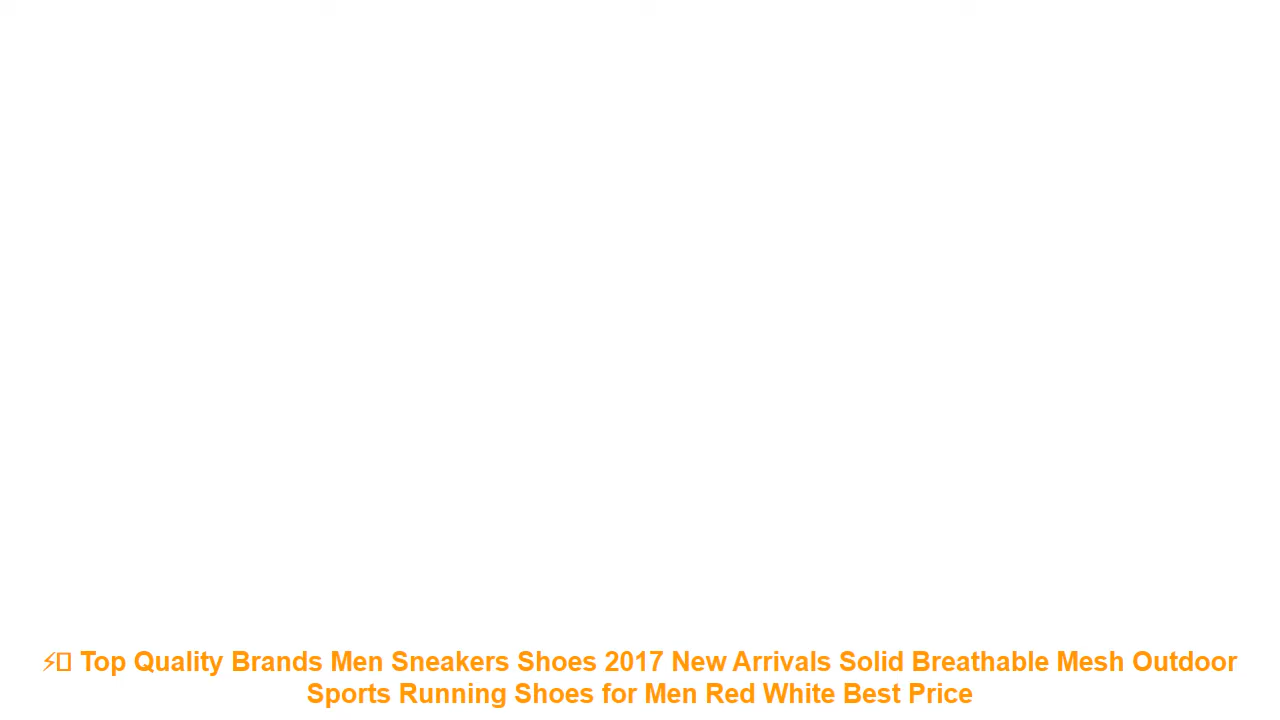 ⚡️ Top Quality Brands Men Sneakers Shoes 2017 New Arrivals Solid Breathable Mesh Outdoor
Sports Running Shoes for Men Red White Best Price